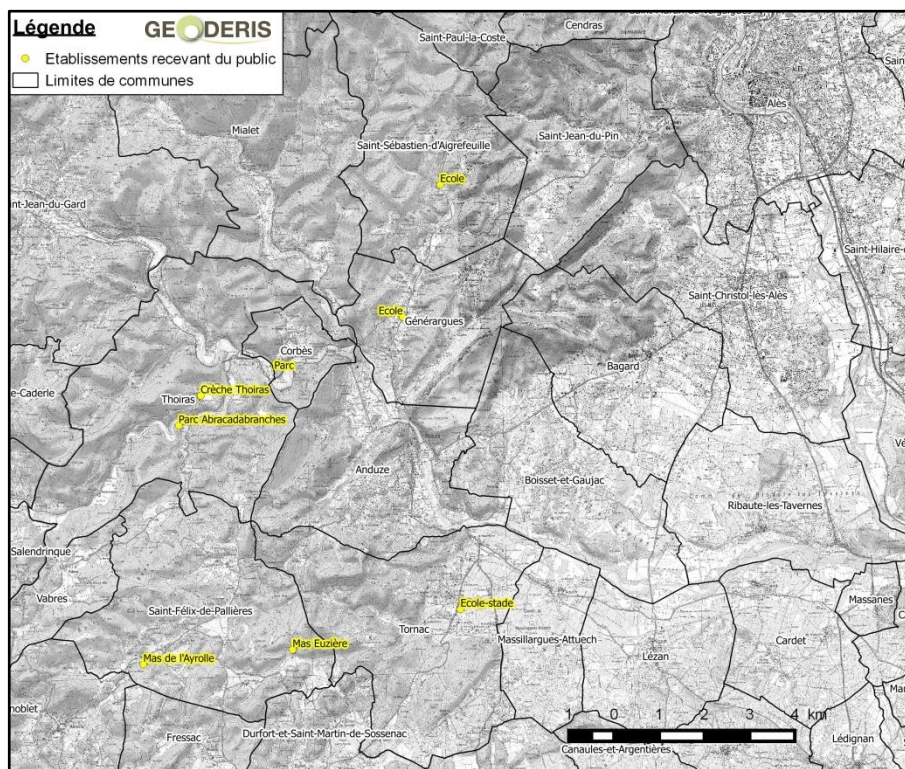 Légende
GEODERIS
Etablissements recevant du public
Limites de communes
Cendras
Saint-Paul-la-Coste
Alès
Mialet
Saint-Jean-du-Pin
Saint-Sébastien-d'Aigrefeuille
Ecole
nt-Jean-du-Gard
Saint-Hilaire-
Saint-Christol-lès-Alès
Ecole
Générargues
Corbès
Parc
Bagard
e-Caderle
Crèche Thoiras
Thoiras
Parc Abracadabranches
Anduze
Boisset-et-Gaujac
Ribaute-les-Tavernes
Salendrinque
Vabres
Massanes
Saint-Félix-de-Pallières
Ecole-stade
Tornac
Massillargues-Attuech
Cardet
Mas Euzière
Lézan
Mas de l'Ayrolle
noblet
Durfort-et-Saint-Martin-de-Sossenac
Fressac
1 0 1 2 3 4 km
Lédignan
Canaules-et-Argentières